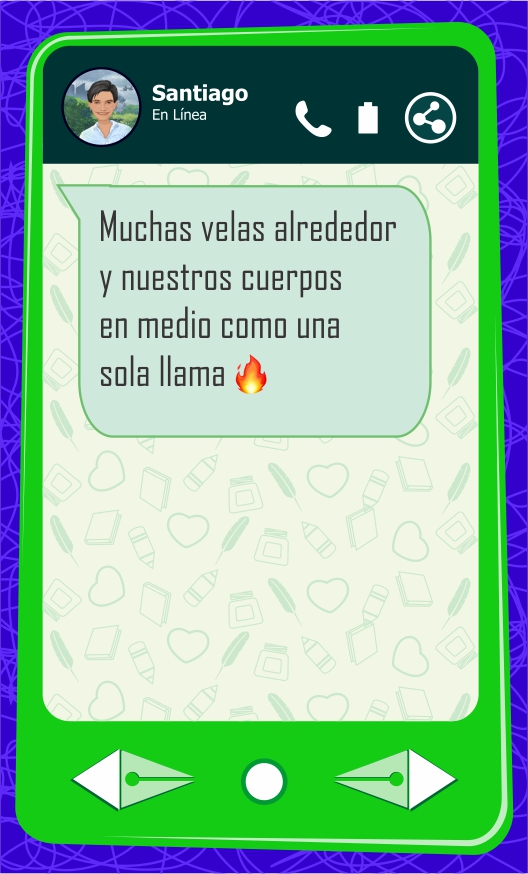 Santiago
En Línea
Muchas velas alrededor
y nuestros cuerpos
en medio como una
sola llama 🔥